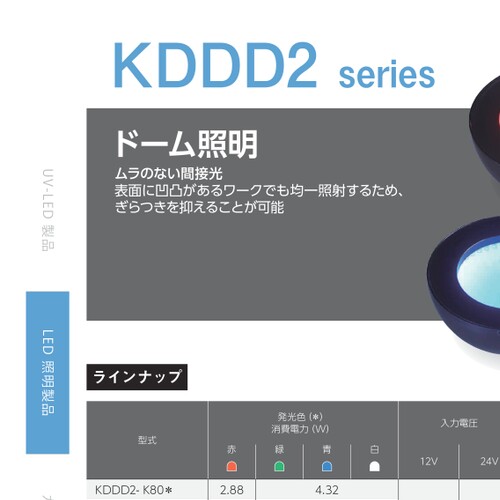 KDDD2 series
ドーム照明
ムラのない間接光
表面に凹凸があるワークでも均一照射するため、
ぎらつきを抑えることが可能
UV-LED 製品
LED 照明製品
ラインナップ
型式
発光色 (*)
消費電力 (W)
入力電圧
赤 緑 青 白
12V 24V
KDDD2- K80* 2.88 4.32